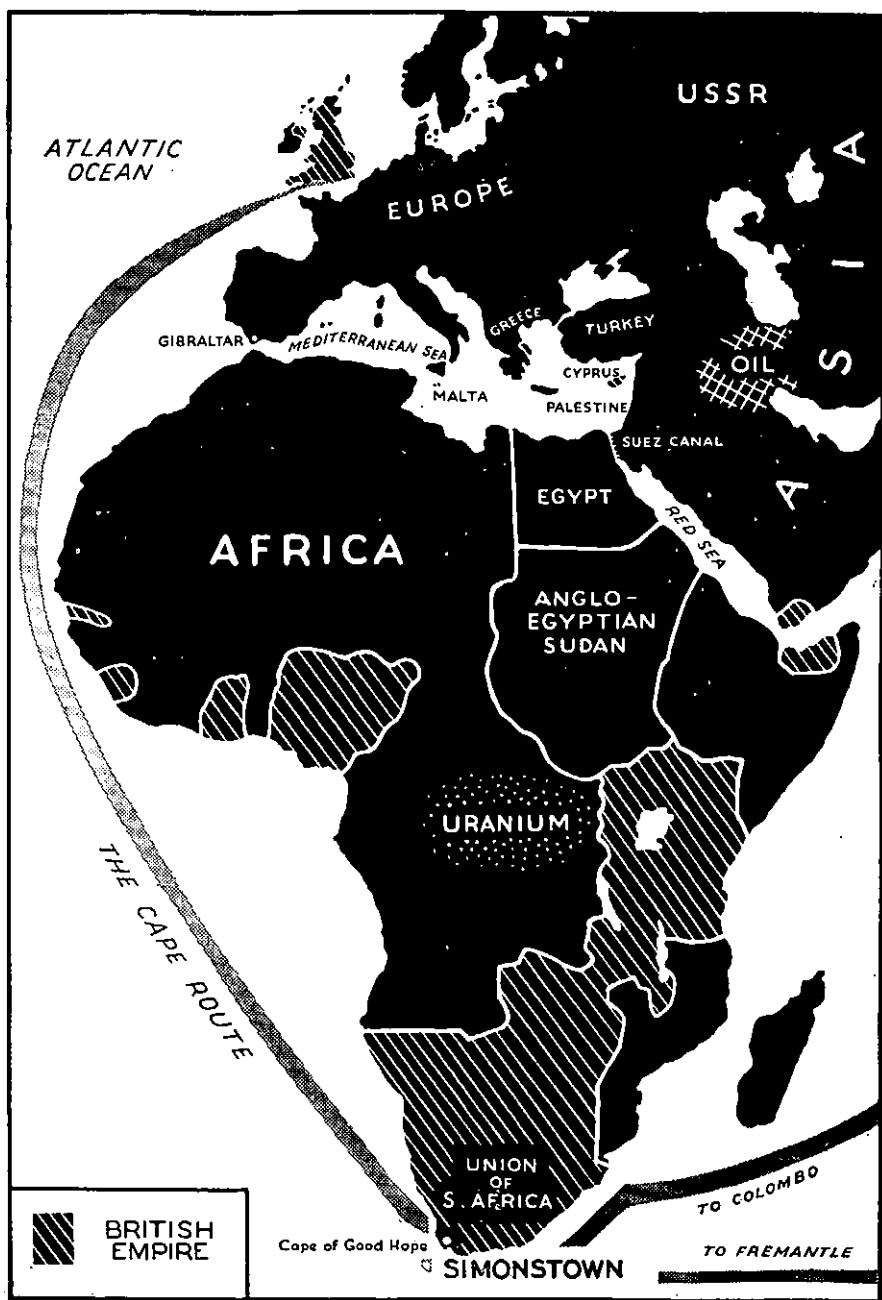 USSR
ATLANTIC
OCEAN
EUROPE
ASIA
GREECE
TURKEY
GIBRALTAR
MEDITERRANEAN SEA
OIL
CYPRUS
MALTA
PALESTINE
SUEZ CANAL
EGYPT
RED SEA
AFRICA
ANGLO-
EGYPTIAN
SUDAN
URANIUM
THE CAPE ROUTE
UNION
OF
S. AFRICA
TO COLOMBO
BRITISH
EMPIRE
Cape of Good Hope
TO FREMANTLE
SIMONSTOWN